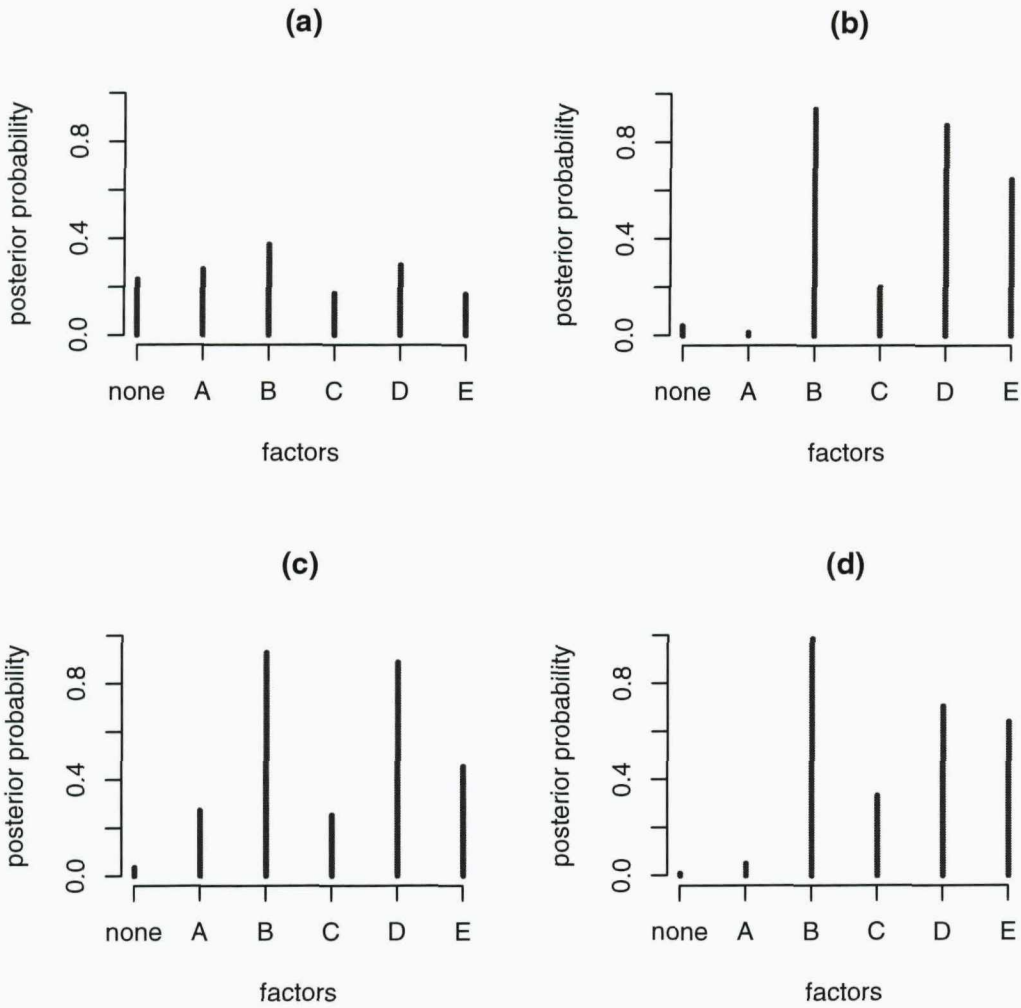 (a)
posterior probability
0.0 0.4 0.8
none A B C D E
factors
(b)
posterior probability
0.0 0.4 0.8
none A B C D E
factors
(c)
posterior probability
0.0 0.4 0.8
none A B C D E
factors
(d)
posterior probability
0.0 0.4 0.8
none A B C D E
factors